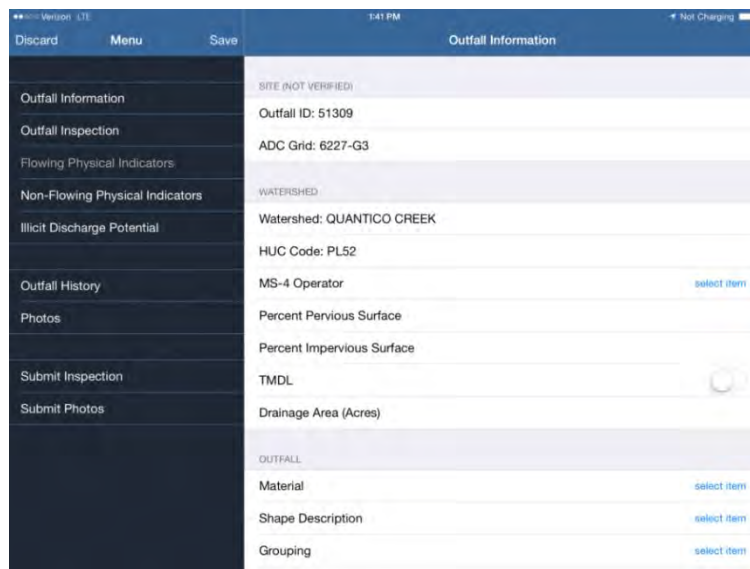 Verizon LTE 1:41 PM Not Charging
Discard Menu Save Outfall Information
Outfall Information
Outfall Inspection
Flowing Physical Indicators
Non-Flowing Physical Indicators
Illicit Discharge Potential
Outfall History
Photos
Submit Inspection
Submit Photos
SITE (NOT VERIFIED)
Outfall ID: 51309
ADC Grid: 6227-G3
WATERSHED
Watershed: QUANTICO CREEK
HUC Code: PL52
MS-4 Operator select item
Percent Pervious Surface
Percent Impervious Surface
TMDL
Drainage Area (Acres)
OUTFALL
Material select item
Shape Description select item
Grouping select item